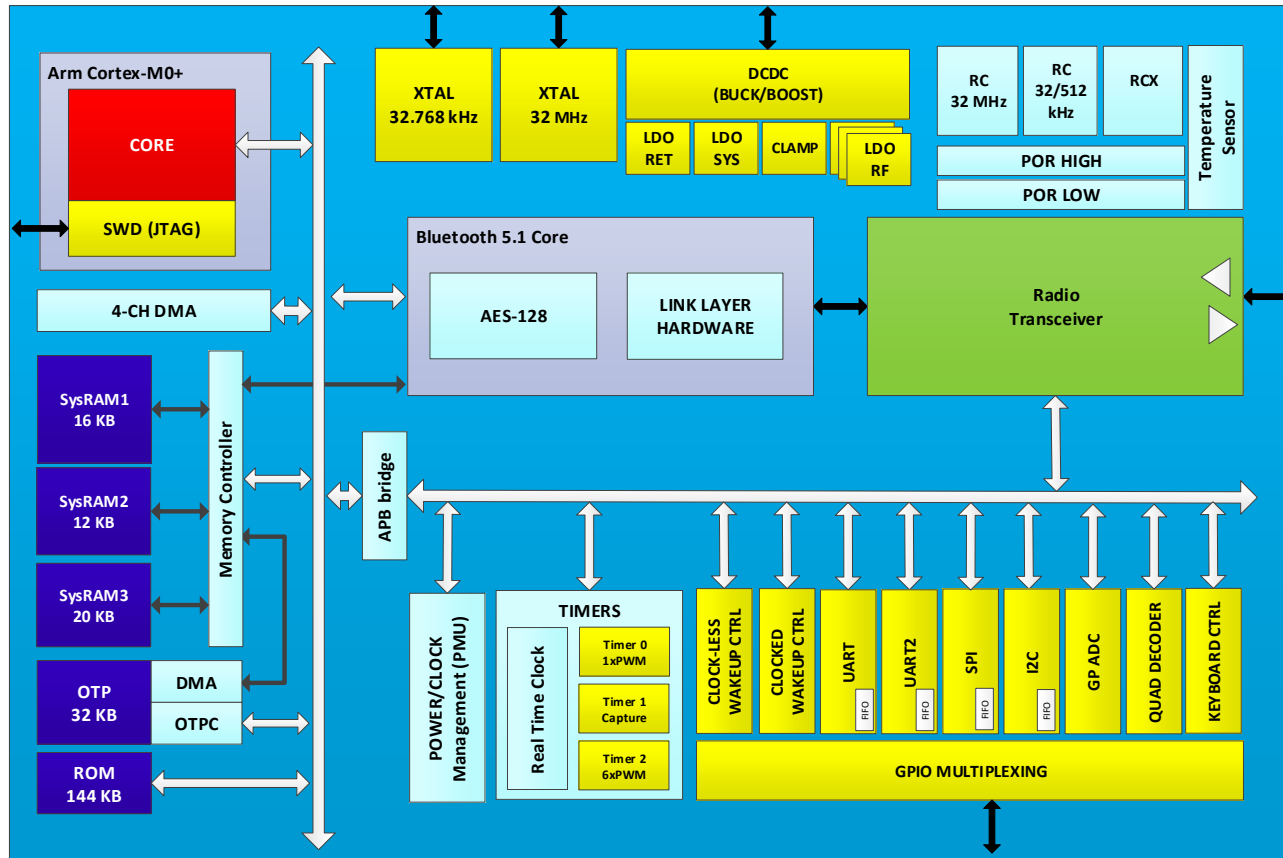 Arm Cortex-M0+
CORE
SWD (JTAG)
XTAL
32.768 kHz
XTAL
32 MHz
DCDC
(BUCK/BOOST)
LDO
RET
LDO
SYS
CLAMP
LDO
RF
RC
32 MHz
RC
32/512
kHz
RCX
POR HIGH
POR LOW
Temperature
Sensor
4-CH DMA
Bluetooth 5.1 Core
AES-128
LINK LAYER
HARDWARE
Radio
Transceiver
SysRAM1
16 KB
SysRAM2
12 KB
SysRAM3
20 KB
Memory Controller
OTP
32 KB
DMA
OTPC
ROM
144 KB
APB bridge
POWER/CLOCK
Management (PMU)
TIMERS
Real Time Clock
Timer 0
1xPWM
Timer 1
Capture
Timer 2
6xPWM
CLOCK-LESS
WAKEUP CTRL
CLOCKED
WAKEUP CTRL
UART
FIFO
UART2
FIFO
SPI
FIFO
I2C
FIFO
GP ADC
QUAD DECODER
KEYBOARD CTRL
GPIO MULTIPLEXING